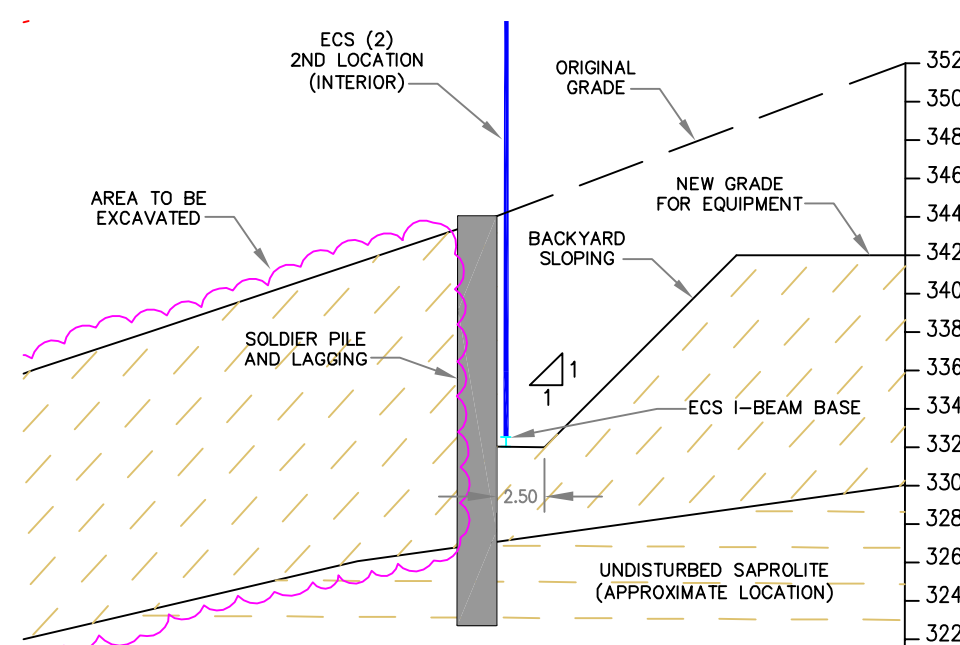 ECS (2)
2ND LOCATION
(INTERIOR)
ORIGINAL
GRADE
AREA TO BE
EXCAVATED
NEW GRADE
FOR EQUIPMENT
BACKYARD
SLOPING
SOLDIER PILE
AND LAGGING
1
1
ECS I-BEAM BASE
2.50
UNDISTURBED SAPROLITE
(APPROXIMATE LOCATION)
352
350
348
346
344
342
340
338
336
334
332
330
328
326
324
322